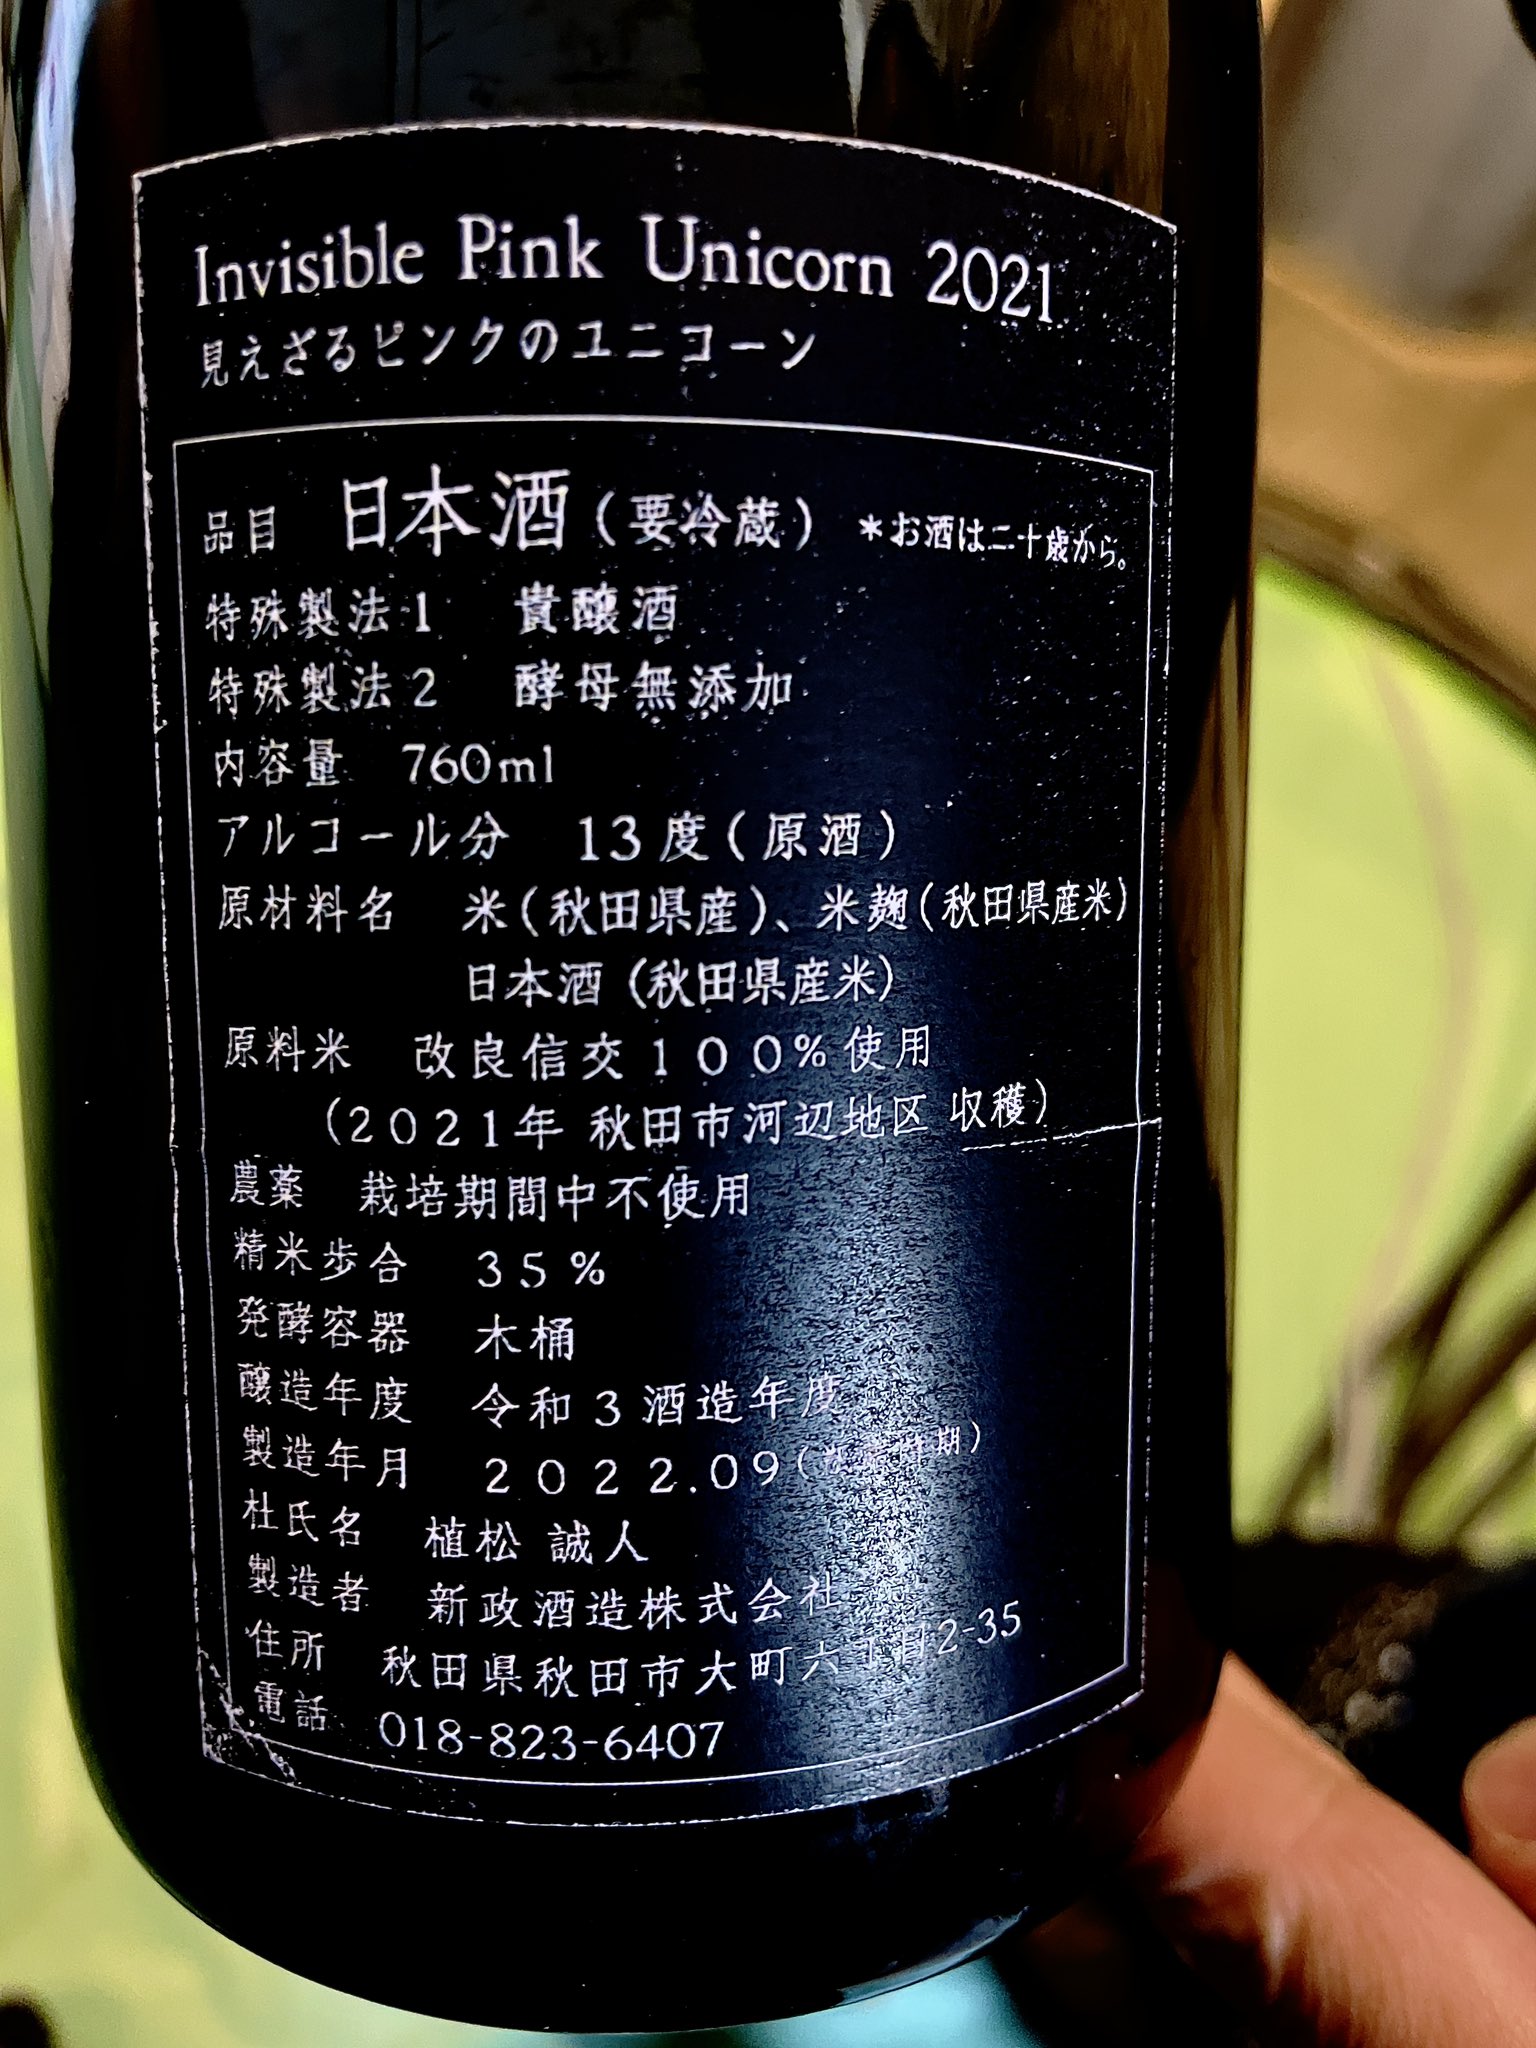 Invisible Pink Unicorn 2021
見えざるピンクのユニコーン
品目 日本酒(要冷蔵) *お酒は二十歳から。
特殊製法1 貴醸酒
特殊製法2 酵母無添加
内容量 760ml
アルコール分 13度(原酒)
原材料名 米(秋田県産)、米麹(秋田県産米)
日本酒(秋田県産米)
原料米 改良信交100%使用
(2021年 秋田市河辺地区 収穫)
農薬 栽培期間中不使用
精米歩合 35%
発酵容器 木桶
醸造年度 令和3酒造年度
製造年月 2022.09(時期)
杜氏名 植松 誠人
製造者 新政酒造株式会社
住所 秋田県秋田市大町六丁目2-35
電話 018-823-6407